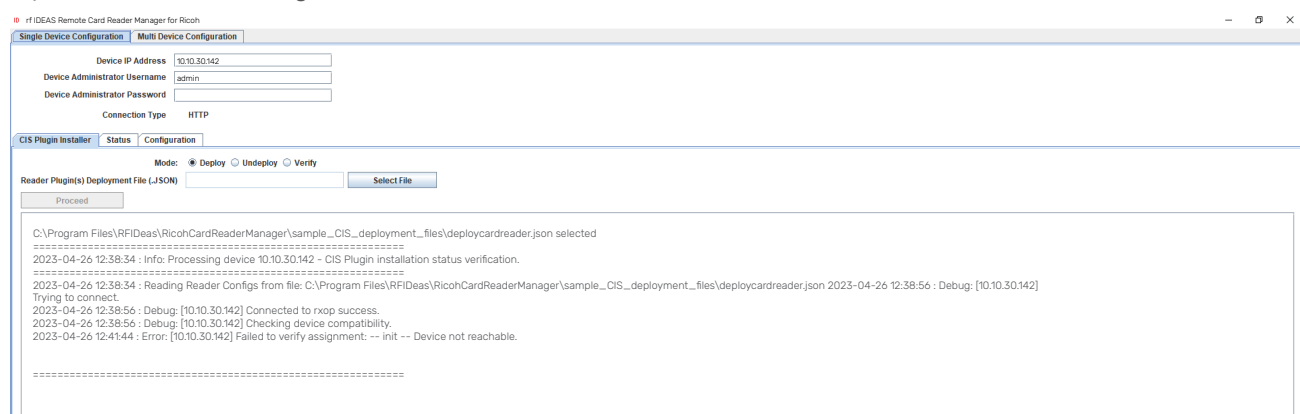 rf IDEAS Remote Card Reader Manager for Ricoh
Single Device Configuration Multi Device Configuration
Device IP Address 10.10.30.142
Device Administrator Username admin
Device Administrator Password
Connection Type HTTP
CIS Plugin Installer Status Configuration
Mode: Deploy Undeploy Verify
Reader Plugin(s) Deployment File (.JSON) Select File
Proceed
C:\Program Files\RFIDeas\RicohCardReaderManager\sample_CIS_deployment_files\deploycardreader.json selected
============================================================
2023-04-26 12:38:34 : Info: Processing device 10.10.30.142 - CIS Plugin installation status verification.
============================================================
2023-04-26 12:38:34 : Reading Reader Configs from file: C:\Program Files\RFIDeas\RicohCardReaderManager\sample_CIS_deployment_files\deploycardreader.json 2023-04-26 12:38:56 : Debug: [10.10.30.142]
Trying to connect.
2023-04-26 12:38:56 : Debug: [10.10.30.142] Connected to rxop success.
2023-04-26 12:38:56 : Debug: [10.10.30.142] Checking device compatibility.
2023-04-26 12:41:44 : Error: [10.10.30.142] Failed to verify assignment: -- init -- Device not reachable.
============================================================